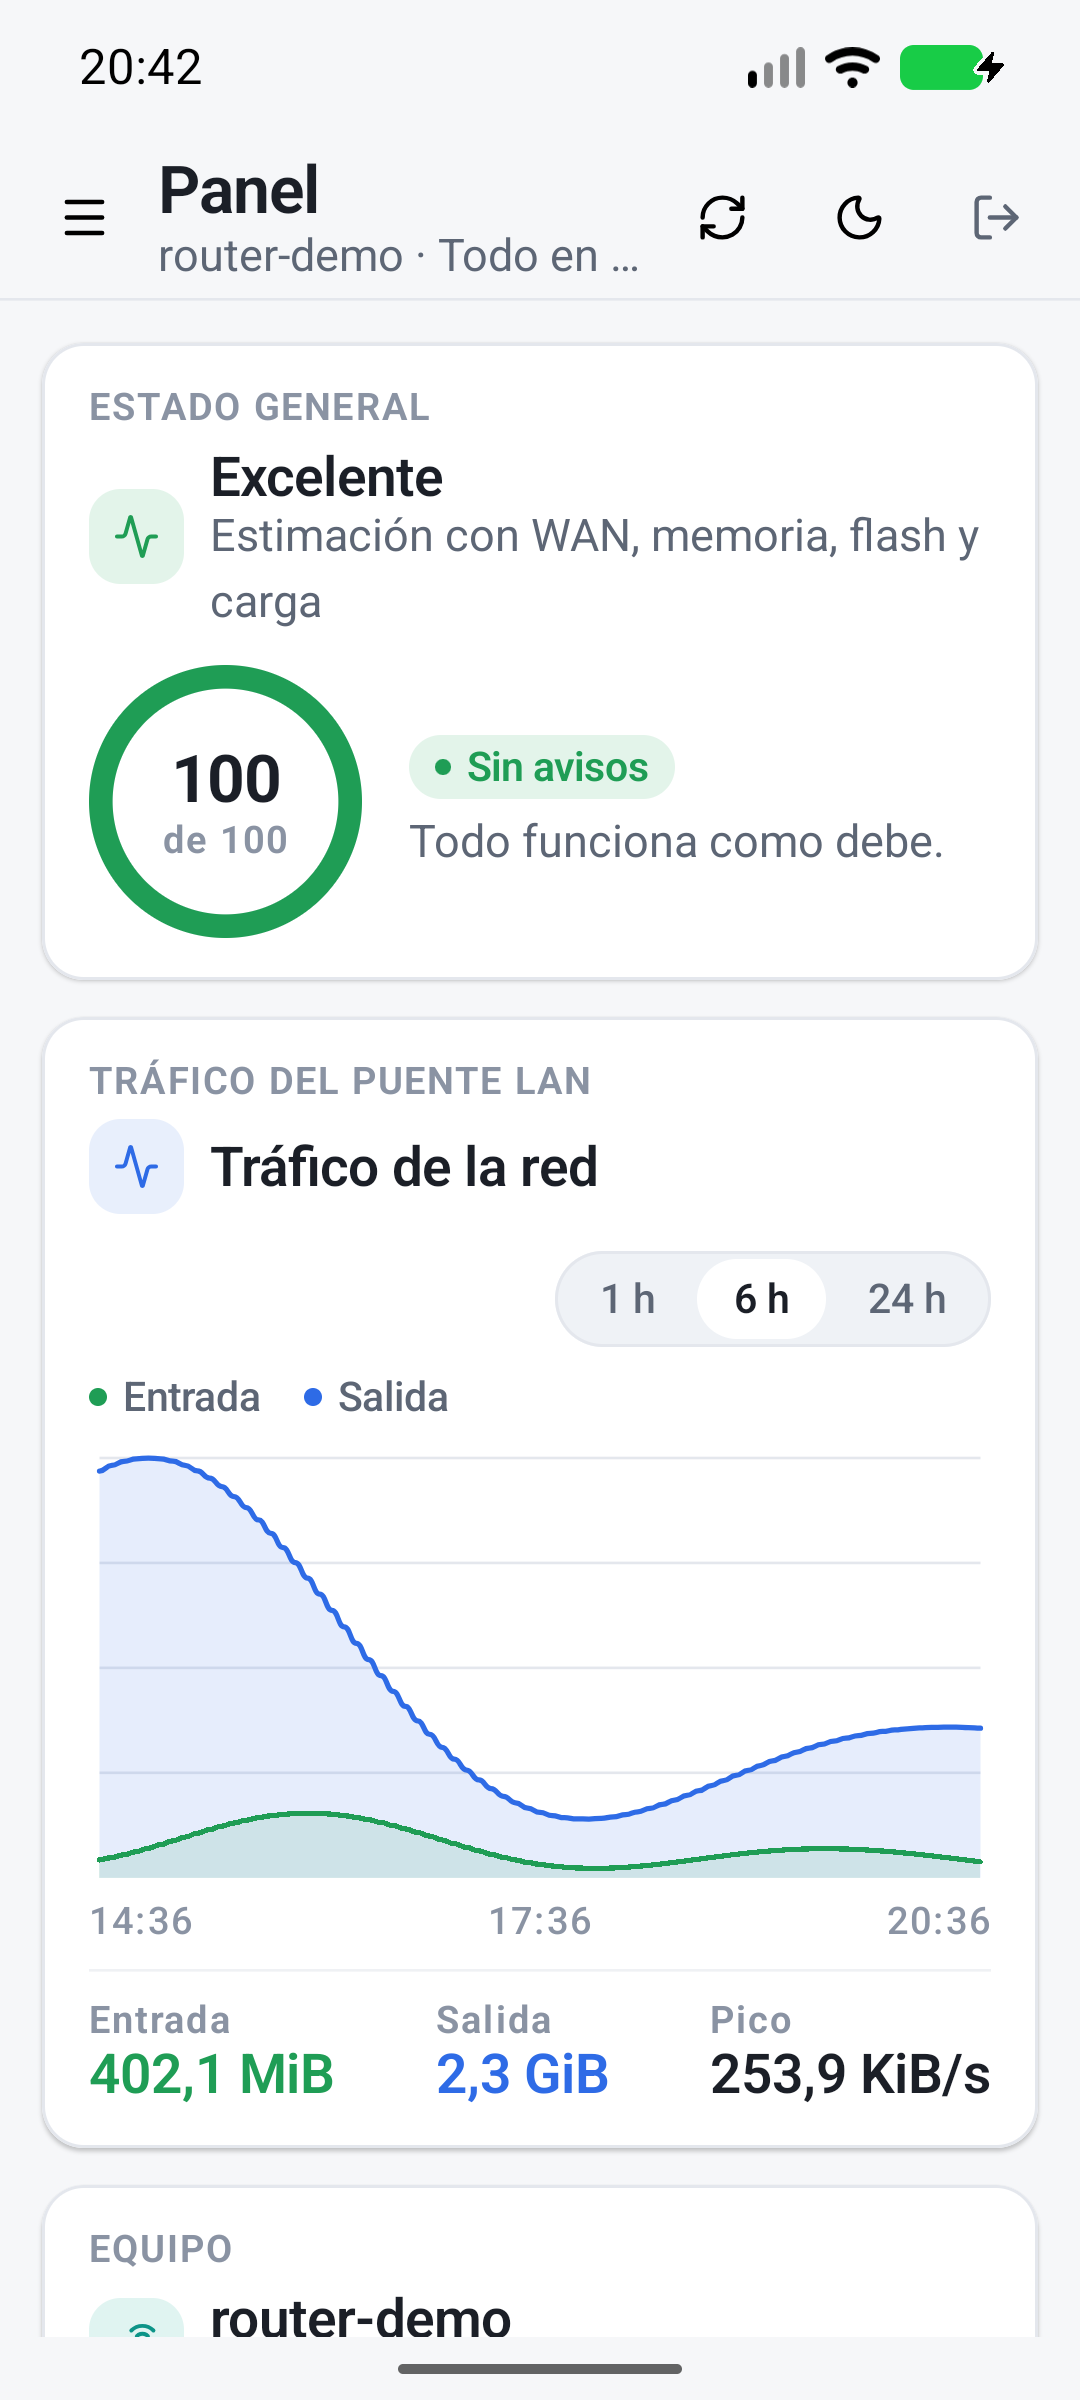 20:42
Panel
router-demo · Todo en ...
ESTADO GENERAL
Excelente
Estimación con WAN, memoria, flash y
carga
100
de 100
Sin avisos
Todo funciona como debe.
TRÁFICO DEL PUENTE LAN
Tráfico de la red
1 h 6 h 24 h
Entrada Salida
14:36 17:36 20:36
Entrada Salida Pico
402,1 MiB 2,3 GiB 253,9 KiB/s
EQUIPO
router-demo